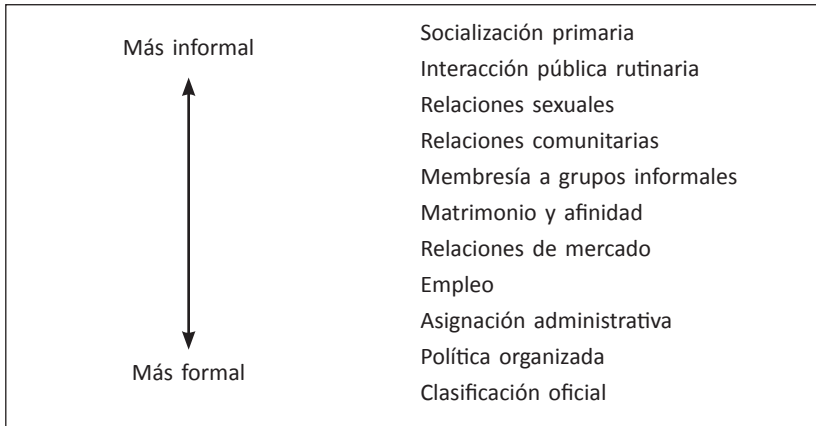 Más informal
Más formal
Socialización primaria
Interacción pública rutinaria
Relaciones sexuales
Relaciones comunitarias
Membresía a grupos informales
Matrimonio y afinidad
Relaciones de mercado
Empleo
Asignación administrativa
Política organizada
Clasificación oficial